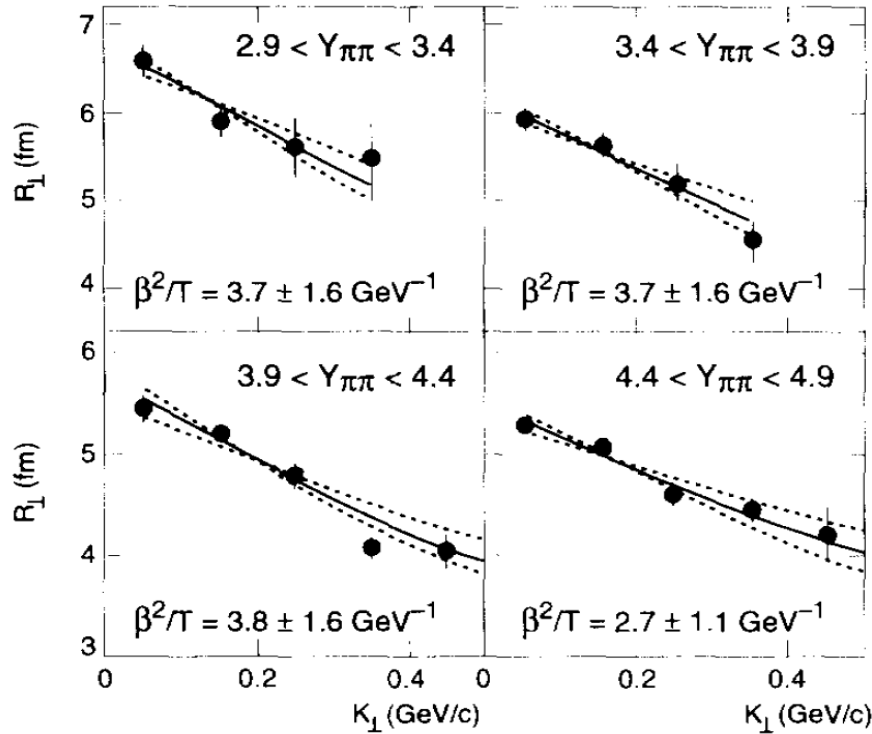 7
2.9 < Yππ < 3.4
3.4 < Yππ < 3.9
6
R⊥ (fm)
5
4
β²/T = 3.7 ± 1.6 GeV⁻¹
β²/T = 3.7 ± 1.6 GeV⁻¹
6
3.9 < Yππ < 4.4
4.4 < Yππ < 4.9
5
R⊥ (fm)
4
β²/T = 3.8 ± 1.6 GeV⁻¹
β²/T = 2.7 ± 1.1 GeV⁻¹
3
0 0.2 0.4 0 0.2 0.4
K⊥ (GeV/c) K⊥ (GeV/c)